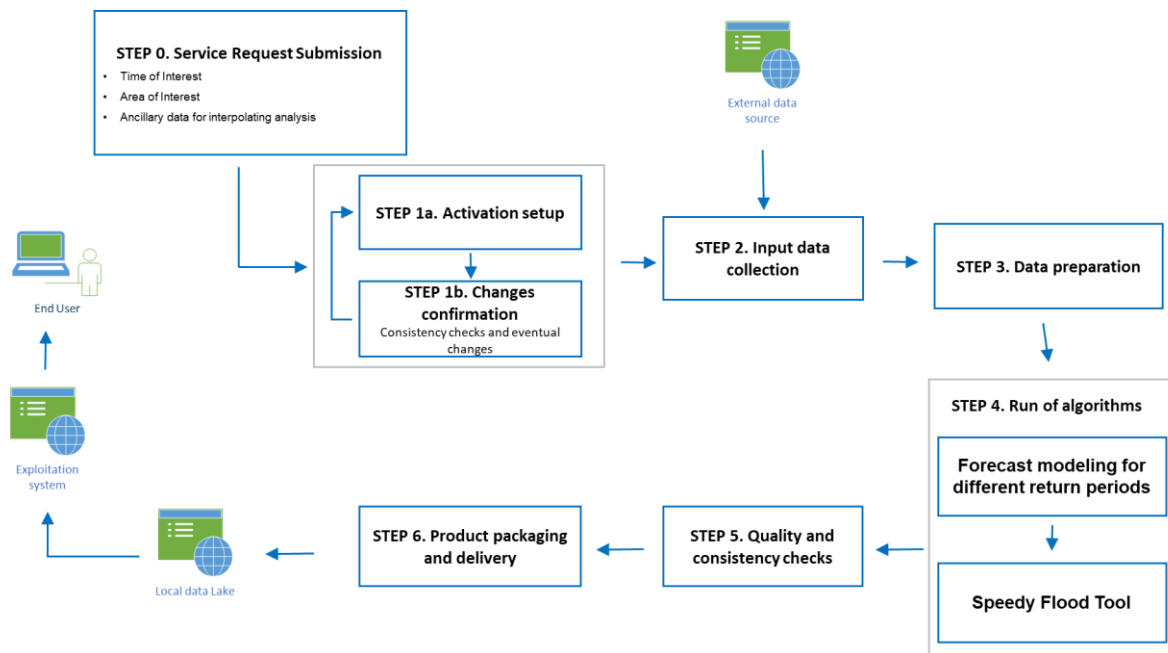 STEP 0. Service Request Submission
• Time of Interest
• Area of Interest
• Ancillary data for interpolating analysis
External data
source
STEP 1a. Activation setup
STEP 1b. Changes
confirmation
Consistency checks and eventual
changes
STEP 2. Input data
collection
STEP 3. Data preparation
STEP 4. Run of algorithms
Forecast modeling for
different return periods
Speedy Flood Tool
STEP 5. Quality and
consistency checks
STEP 6. Product packaging
and delivery
Local data Lake
Exploitation
system
End User